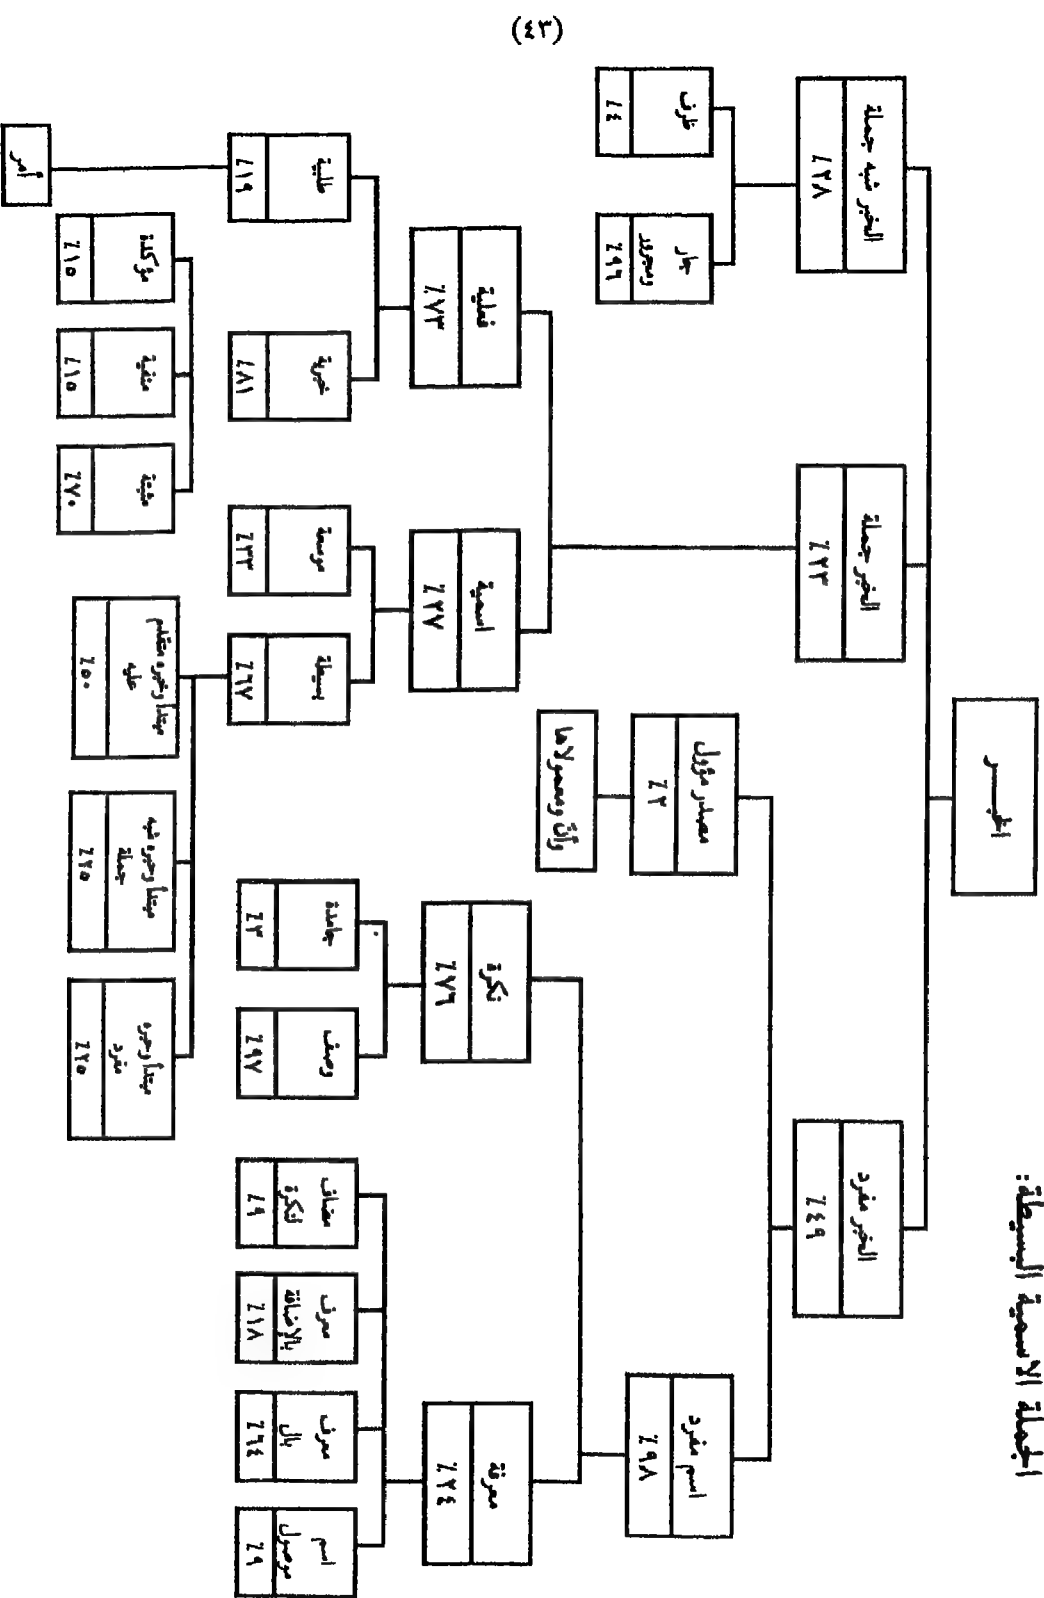 (٤٣)
الجملة الاسمية البسيطة:
الخبـــر
الخبر مفرد
٪٤٩
الخبر جملة
٪٢٣
الخبر شبه جملة
٪٢٨
اسم مفرد
٪٩٨
مصدر مؤول
٪٢
وأنّ ومعمولاها
جار
ومجرور
٪٩٦
ظرف
٪٤
معرفة
٪٢٤
نكرة
٪٧٦
اسمية
٪٢٧
فعلية
٪٧٣
اسم
موصول
٪٩
معرف
بال
٪٦٤
معرف
بالإضافة
٪١٨
مضاف
لنكرة
٪٩
وصف
٪٩٧
جامدة
٪٣
بسيطة
٪٦٧
موسعة
٪٣٣
خبرية
٪٨١
طلبية
٪١٩
مبتدأ وخبره
مفرد
٪٢٥
مبتدأ وخبره شبه
جملة
٪٢٥
مبتدأ وخبره متقدم
عليه
٪٥٠
مثبتة
٪٧٠
منفية
٪١٥
مؤكدة
٪١٥
أمر